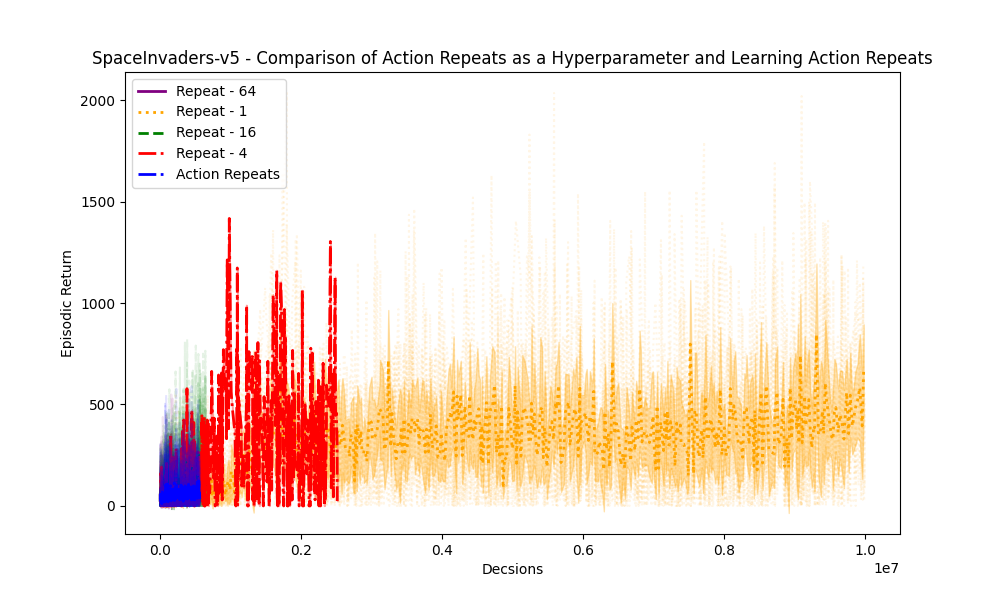 SpaceInvaders-v5 - Comparison of Action Repeats as a Hyperparameter and Learning Action Repeats
Repeat - 64
Repeat - 1
Repeat - 16
Repeat - 4
Action Repeats
2000
1500
1000
500
0
Episodic Return
0.0
0.2
0.4
0.6
0.8
1.0
1e7
Decsions